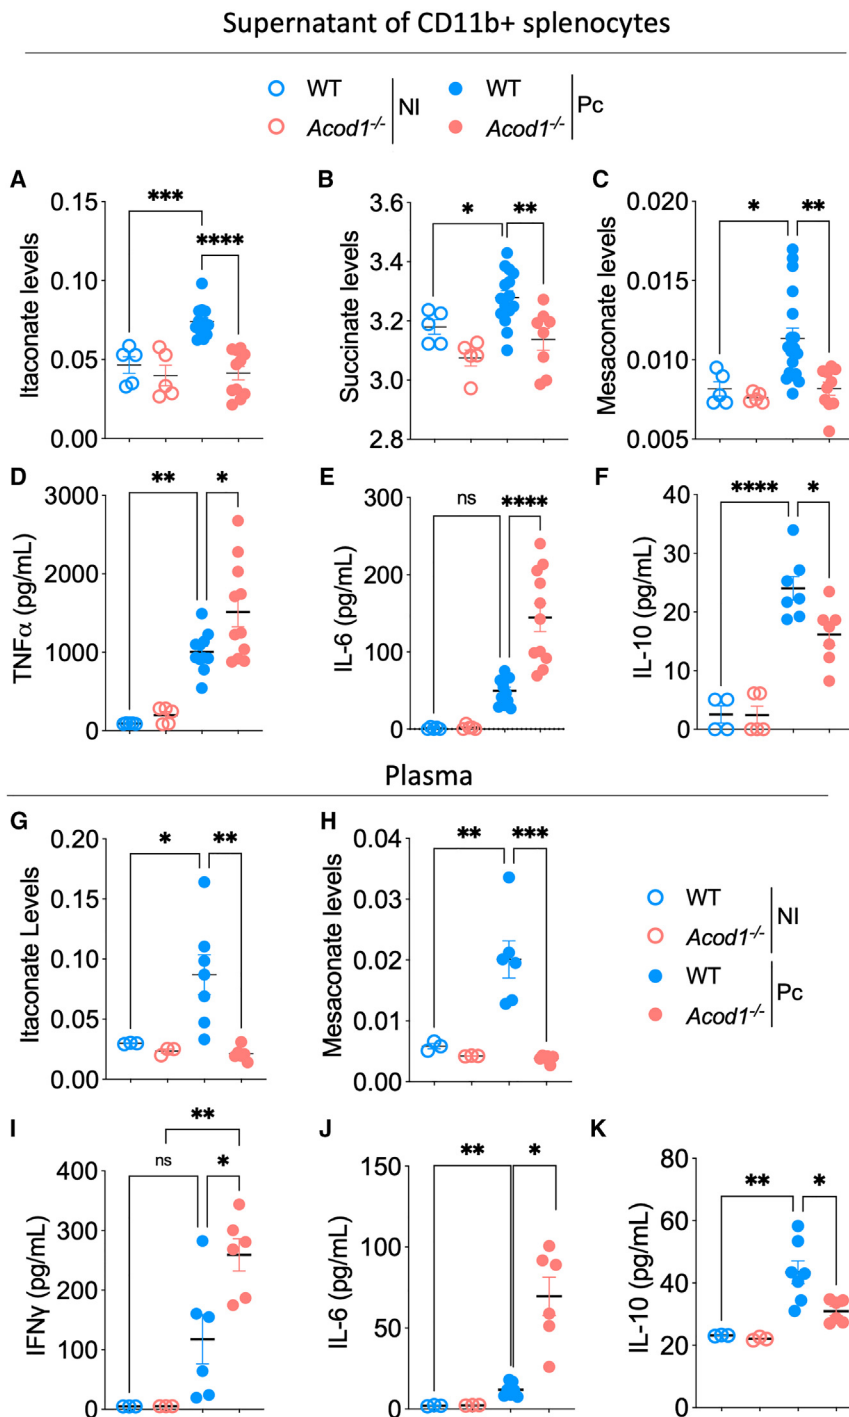 Supernatant of CD11b+ splenocytes
WT WT
NI Pc
Acod1-/- Acod1-/-
A B C
*** * ** * **
****
Itaconate levels
0.15
0.10
0.05
0.00
Succinate levels
3.6
3.4
3.2
3.0
2.8
Mesaconate levels
0.020
0.015
0.010
0.005
D E F
** * ns **** **** *
TNFα (pg/mL)
3000
2000
1000
0
IL-6 (pg/mL)
300
200
100
0
IL-10 (pg/mL)
40
30
20
10
0
Plasma
G H
* ** ** ***
Itaconate Levels
0.20
0.15
0.10
0.05
0.00
Mesaconate levels
0.04
0.03
0.02
0.01
0.00
WT
NI
Acod1-/-
WT
Pc
Acod1-/-
I J K
**
ns * ** * ** *
IFNγ (pg/mL)
400
300
200
100
0
IL-6 (pg/mL)
150
100
50
0
IL-10 (pg/mL)
80
60
40
20
0